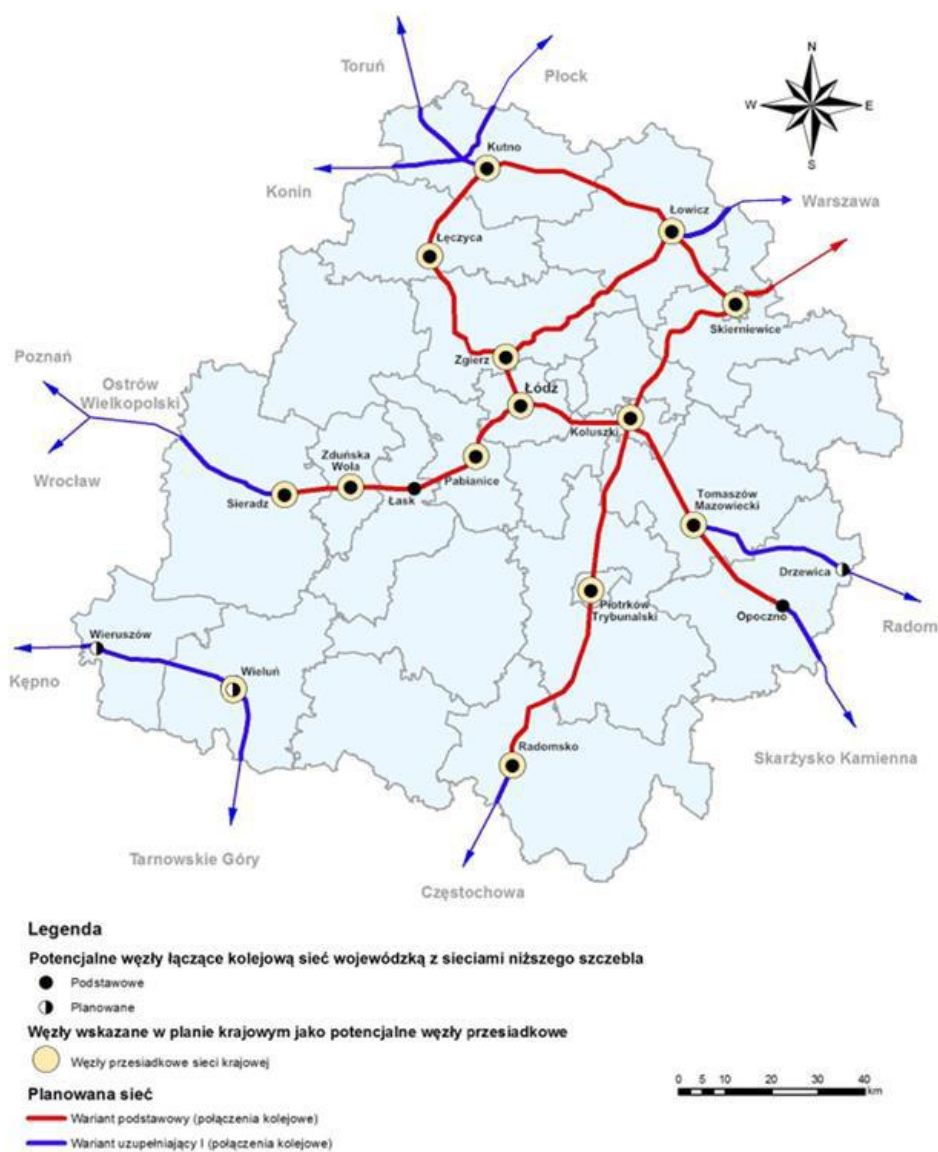 N
Toruń
Płock
W
E
S
Kutno
Konin
Łowicz
Warszawa
Łęczyca
Skierniewice
Poznań
Zgierz
Ostrów
Wielkopolski
Łódź
Koluszki
Wrocław
Zduńska
Wola
Pabianice
Sieradz
Łask
Tomaszów
Mazowiecki
Drzewica
Piotrków
Trybunalski
Opoczno
Radom
Wieruszów
Wieluń
Kępno
Radomsko
Skarżysko Kamienna
Tarnowskie Góry
Częstochowa
Legenda
Potencjalne węzły łączące kolejową sieć wojewódzką z sieciami niższego szczebla
Podstawowe
Planowane
Węzły wskazane w planie krajowym jako potencjalne węzły przesiadkowe
Węzły przesiadkowe sieci krajowej
Planowana sieć
0 5 10 20 30 40
km
Wariant podstawowy (połączenia kolejowe)
Wariant uzupełniający I (połączenia kolejowe)